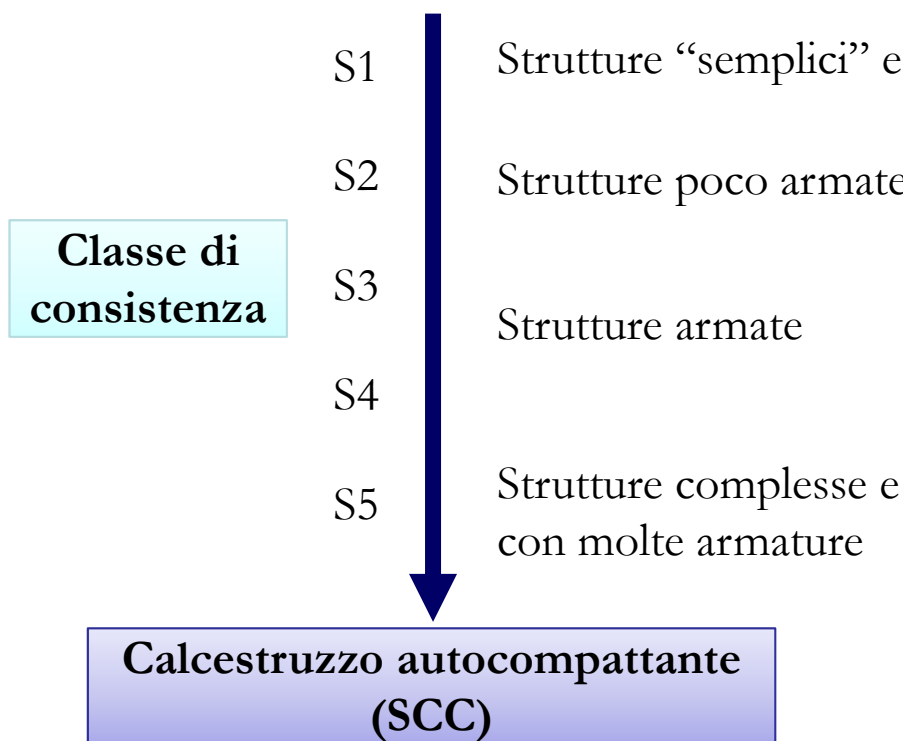 S1
Strutture “semplici” e
S2
Strutture poco armate
Classe di
consistenza
S3
Strutture armate
S4
S5
Strutture complesse e
con molte armature
Calcestruzzo autocompattante
(SCC)